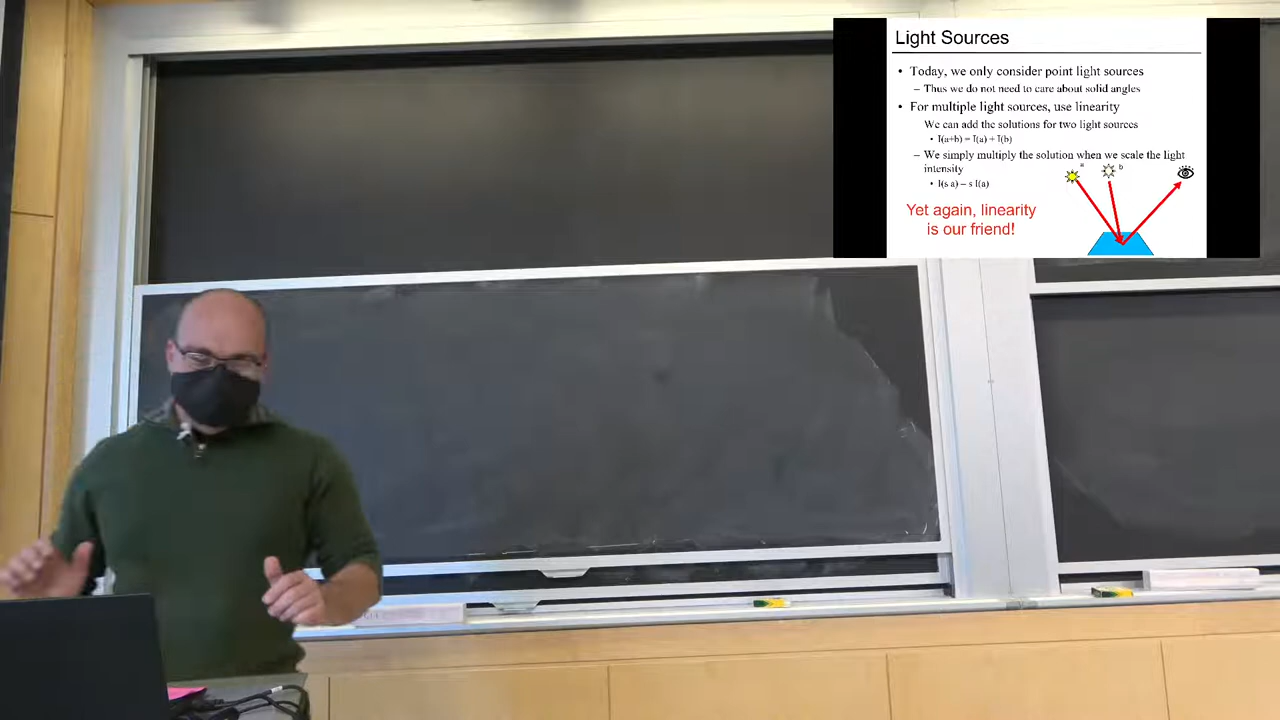 Light Sources
• Today, we only consider point light sources
– Thus we do not need to care about solid angles
• For multiple light sources, use linearity
We can add the solutions for two light sources
• I(a+b) = I(a) + I(b)
– We simply multiply the solution when we scale the light
intensity
• I(s a) = s I(a)
a
b
Yet again, linearity
is our friend!